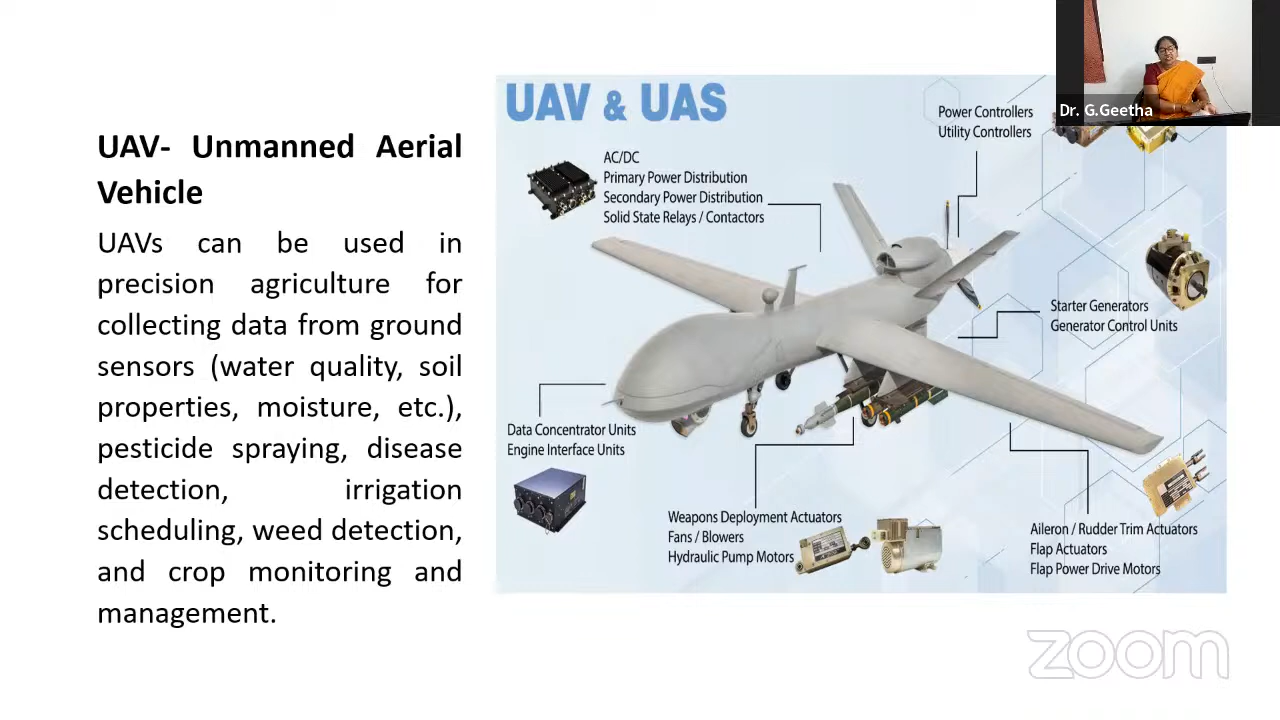 Dr. G.Geetha
UAV- Unmanned Aerial
Vehicle
UAVs can be used in
precision agriculture for
collecting data from ground
sensors (water quality, soil
properties, moisture, etc.),
pesticide spraying, disease
detection, irrigation
scheduling, weed detection,
and crop monitoring and
management.
UAV & UAS
Power Controllers
Utility Controllers
AC/DC
Primary Power Distribution
Secondary Power Distribution
Solid State Relays / Contactors
Starter Generators
Generator Control Units
Data Concentrator Units
Engine Interface Units
Weapons Deployment Actuators
Fans / Blowers
Hydraulic Pump Motors
Aileron / Rudder Trim Actuators
Flap Actuators
Flap Power Drive Motors
zoom